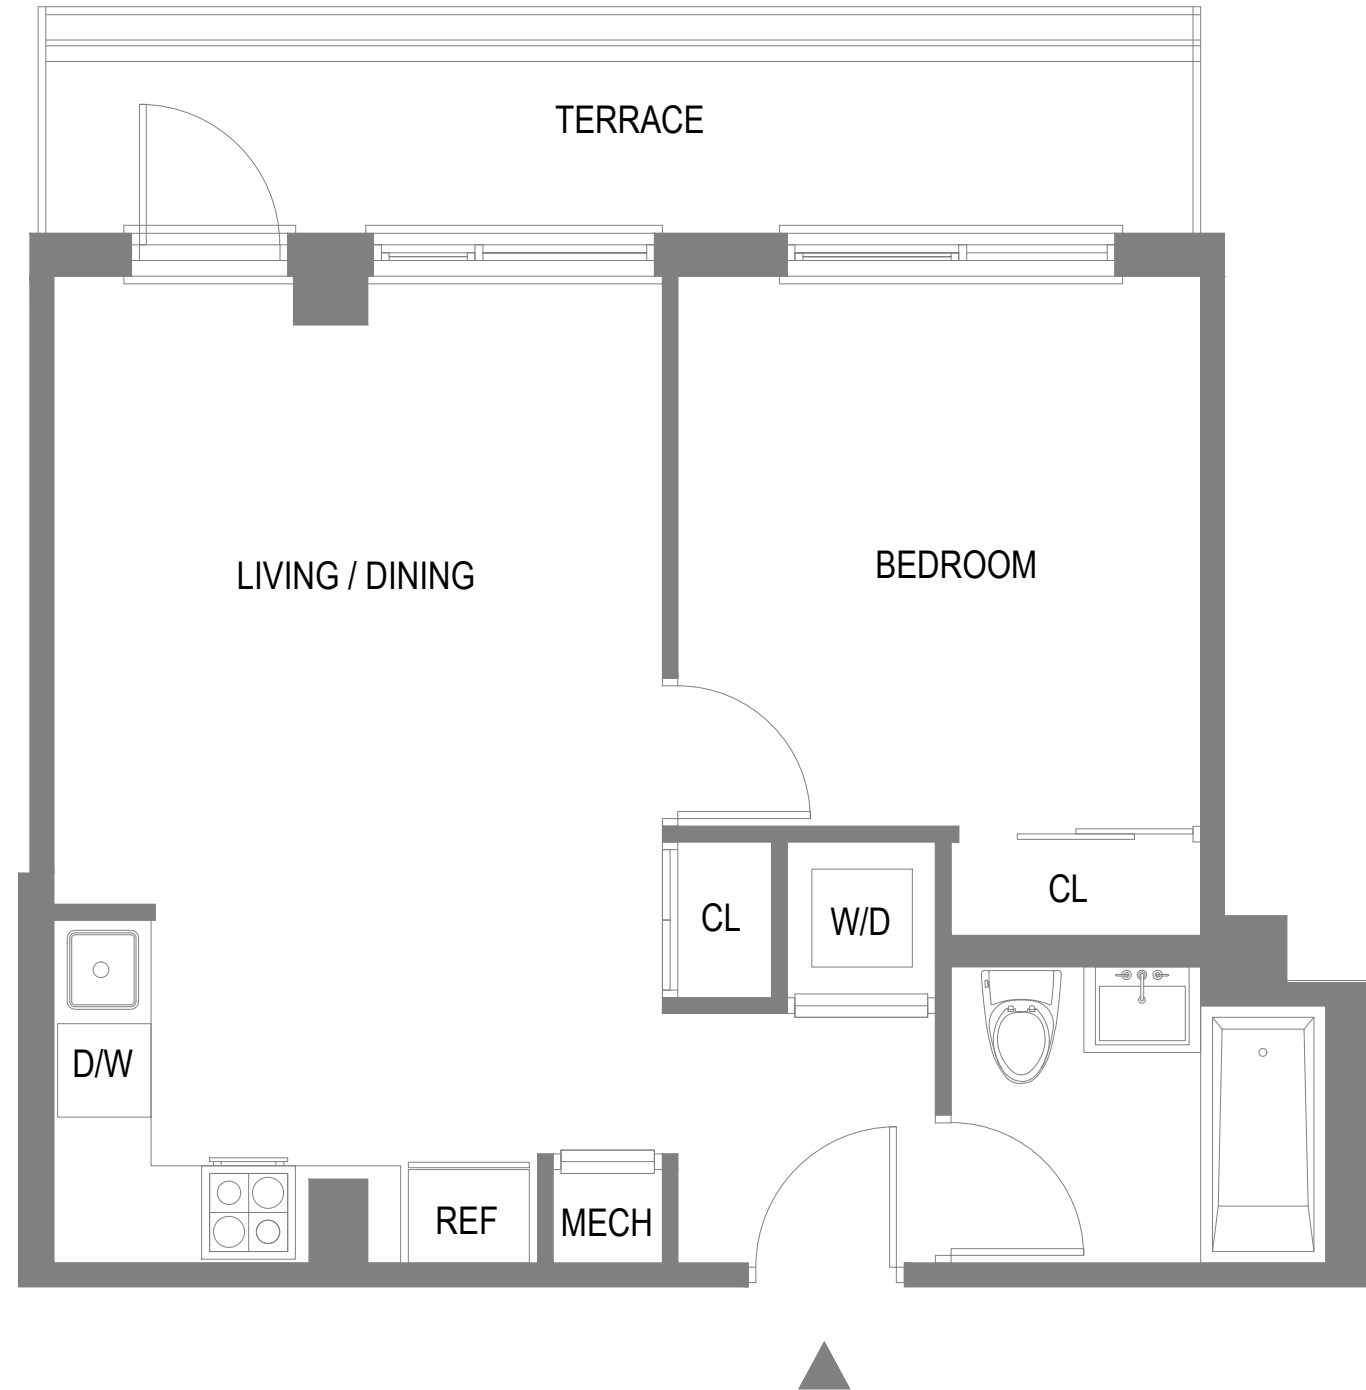 TERRACE
LIVING / DINING
BEDROOM
CL
CL
W/D
D/W
REF
MECH